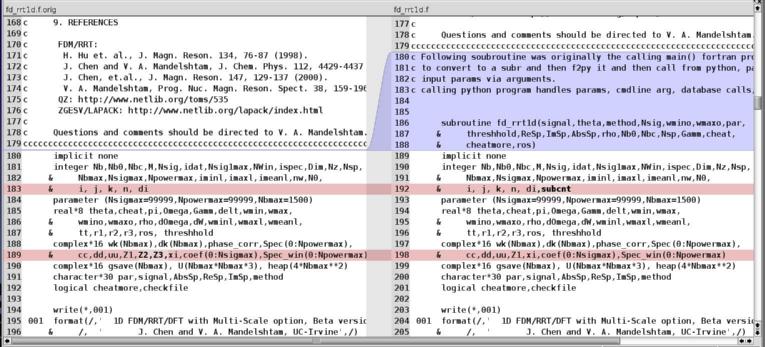 fd_rrt1d.f.orig
168 c 9. REFERENCES
169 c
170 c FDM/RRT:
171 c H. Hu et. al., J. Magn. Reson. 134, 76-87 (1998).
172 c J. Chen and V. A. Mandelshtam, J. Chem. Phys. 112, 4429-4437
173 c J. Chen, et.al., J. Magn. Reson. 147, 129-137 (2000).
174 c V. A. Mandelshtam, Prog. Nuc. Magn. Reson. Spect. 38, 159-196
175 c QZ: http://www.netlib.org/toms/535
176 c ZGESV/LAPACK: http://www.netlib.org/lapack/index.html
177 c
178 c Questions and comments should be directed to V. A. Mandelshtam.
179 cccccccccccccccccccccccccccccccccccccccccccccccccccccccccccccccc
180 implicit none
181 integer Nb,Nb0,Nbc,M,Nsig,idat,Nsig1max,NWin,ispec,Dim,Nz,Nsp,
182 & Nbmax,Nsigmax,Npowermax,iminl,imaxl,imeanl,nw,N0,
183 & i, j, k, n, di
184 parameter (Nsigmax=99999,Npowermax=99999,Nbmax=1500)
185 real*8 theta,cheat,pi,Omega,Gamm,delt,wmin,wmax,
186 & wmino,wmaxo,rho,dOmega,dW,wminl,wmaxl,wmeanl,
187 & tt,r1,r2,r3,ros, threshhold
188 complex*16 wk(Nbmax),dk(Nbmax),phase_corr,Spec(0:Npowermax),
189 & cc,dd,uu,Z1,Z2,Z3,xi,coef(0:Nsigmax),Spec_win(0:Npowermax)
190 complex*16 gsave(Nbmax), U(Nbmax*Nbmax*3), heap(4*Nbmax**2)
191 character*30 par,signal,AbsSp,ReSp,ImSp,method
192 logical cheatmore,checkfile
193
194 write(*,001)
195 001 format(/,' 1D FDM/RRT/DFT with Multi-Scale option, Beta versio
196 & /, ' J. Chen and V. A. Mandelshtam, UC-Irvine',/)
fd_rrt1d.f
177 c
178 c Questions and comments should be directed to V. A. Mandelshtam.
179 cccccccccccccccccccccccccccccccccccccccccccccccccccccccccccccccc
180 c Following soubroutine was originally the calling main() fortran pro
181 c to convert to a subr and then f2py it and then call from python, pa
182 c input params via arguments.
183 c calling python program handles params, cmdline arg, database calls,
184
185
186 subroutine fd_rrt1d(signal,theta,method,Nsig,wmino,wmaxo,par,
187 & threshhold,ReSp,ImSp,AbsSp,rho,Nb0,Nbc,Nsp,Gamm,cheat,
188 & cheatmore,ros)
189 implicit none
190 integer Nb,Nb0,Nbc,M,Nsig,idat,Nsig1max,NWin,ispec,Dim,Nz,Nsp,
191 & Nbmax,Nsigmax,Npowermax,iminl,imaxl,imeanl,nw,N0,
192 & i, j, k, n, di,subcnt
193 parameter (Nsigmax=99999,Npowermax=99999,Nbmax=1500)
194 real*8 theta,cheat,pi,Omega,Gamm,delt,wmin,wmax,
195 & wmino,wmaxo,rho,dOmega,dW,wminl,wmaxl,wmeanl,
196 & tt,r1,r2,r3,ros, threshhold
197 complex*16 wk(Nbmax),dk(Nbmax),phase_corr,Spec(0:Npowermax),
198 & cc,dd,uu,Z1,xi,coef(0:Nsigmax),Spec_win(0:Npowermax)
199 complex*16 gsave(Nbmax), U(Nbmax*Nbmax*3), heap(4*Nbmax**2)
200 character*30 par,signal,AbsSp,ReSp,ImSp,method
201 logical cheatmore,checkfile
202
203 write(*,001)
204 001 format(/,' 1D FDM/RRT/DFT with Multi-Scale option, Beta versio
205 & /, ' J. Chen and V. A. Mandelshtam, UC-Irvine',/)